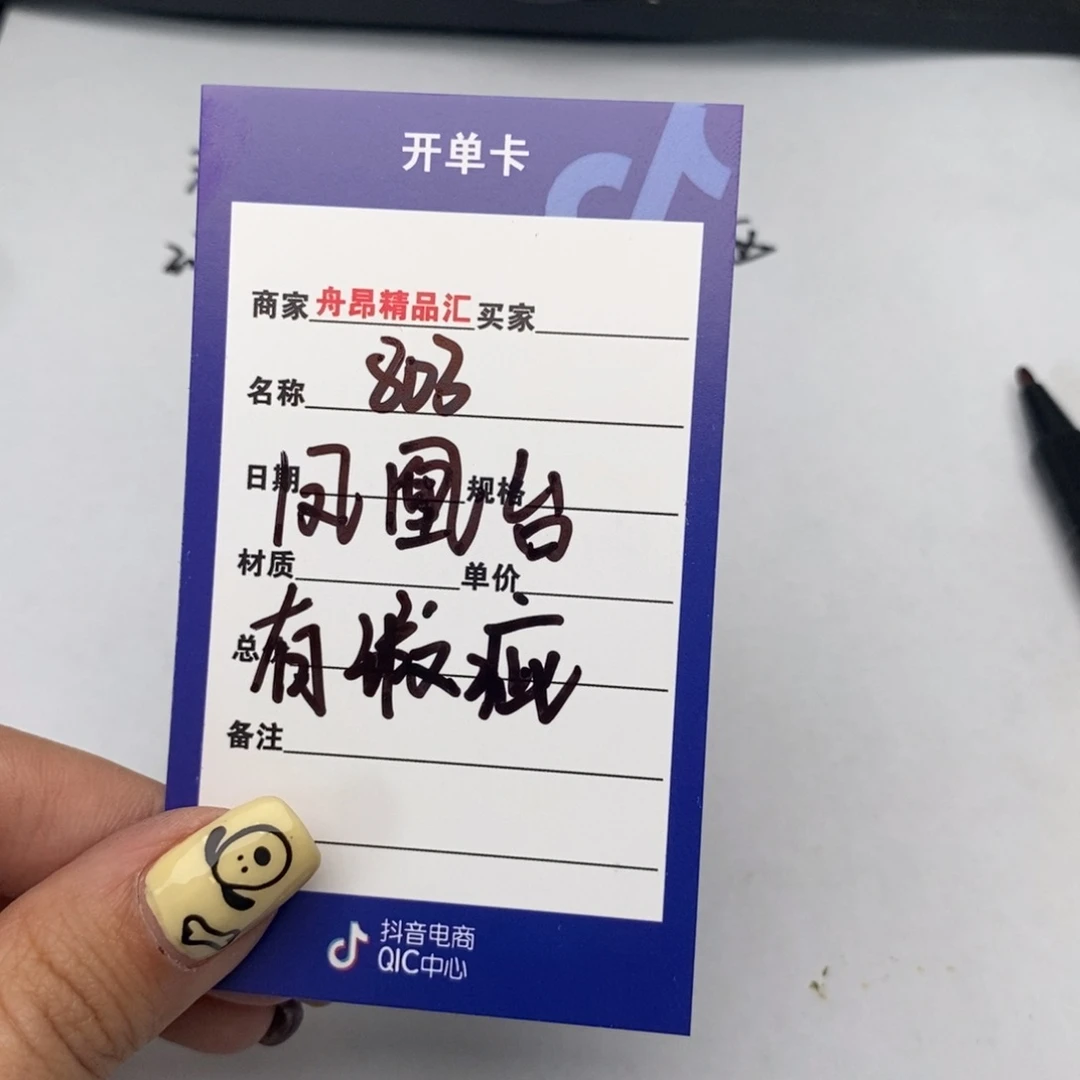 开单卡
商家舟昂精品汇买家
名称 803
日期 规格
凤凰台
材质 单价
总
有瑕疵
备注
抖音电商
QIC中心